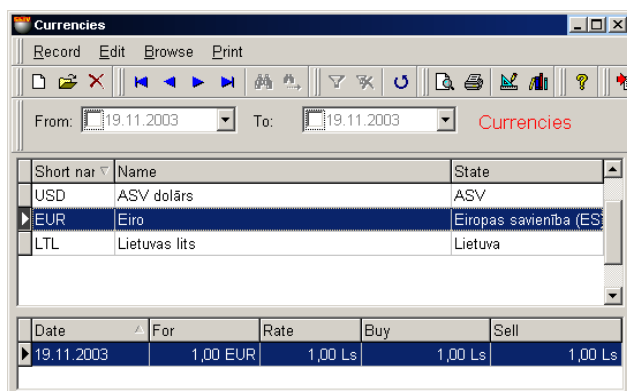 Currencies
Record Edit Browse Print
From: 19.11.2003 To: 19.11.2003 Currencies
Short nar Name State
USD ASV dolārs ASV
EUR Eiro Eiropas savienība (ES)
LTL Lietuvas lits Lietuva
Date For Rate Buy Sell
19.11.2003 1,00 EUR 1,00 Ls 1,00 Ls 1,00 Ls